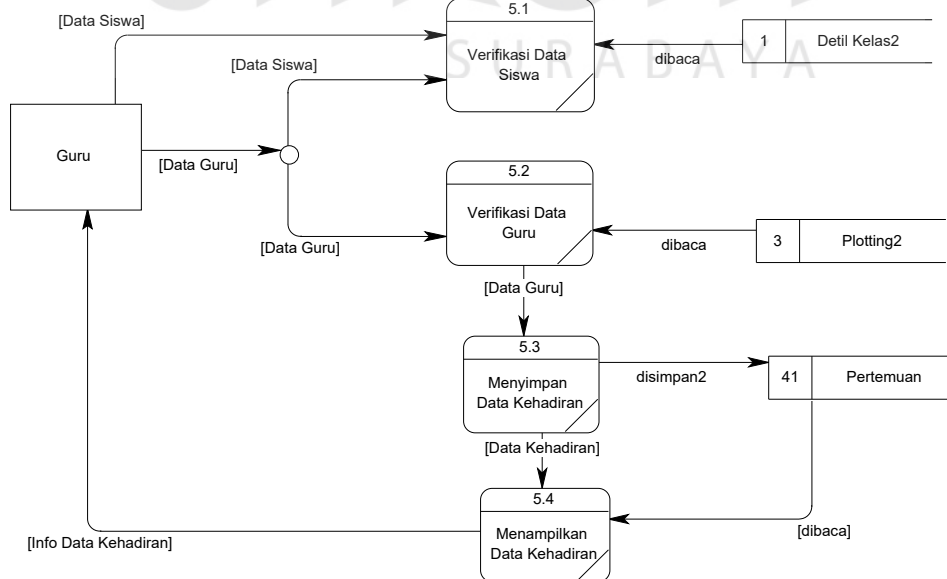 [Data Siswa]
5.1
Verifikasi Data
Siswa
1
Detil Kelas2
dibaca
SURABAYA
[Data Siswa]
Guru
[Data Guru]
5.2
Verifikasi Data
Guru
[Data Guru]
dibaca
3
Plotting2
[Data Guru]
5.3
Menyimpan
Data Kehadiran
disimpan2
41
Pertemuan
[Data Kehadiran]
5.4
Menampilkan
Data Kehadiran
[dibaca]
[Info Data Kehadiran]